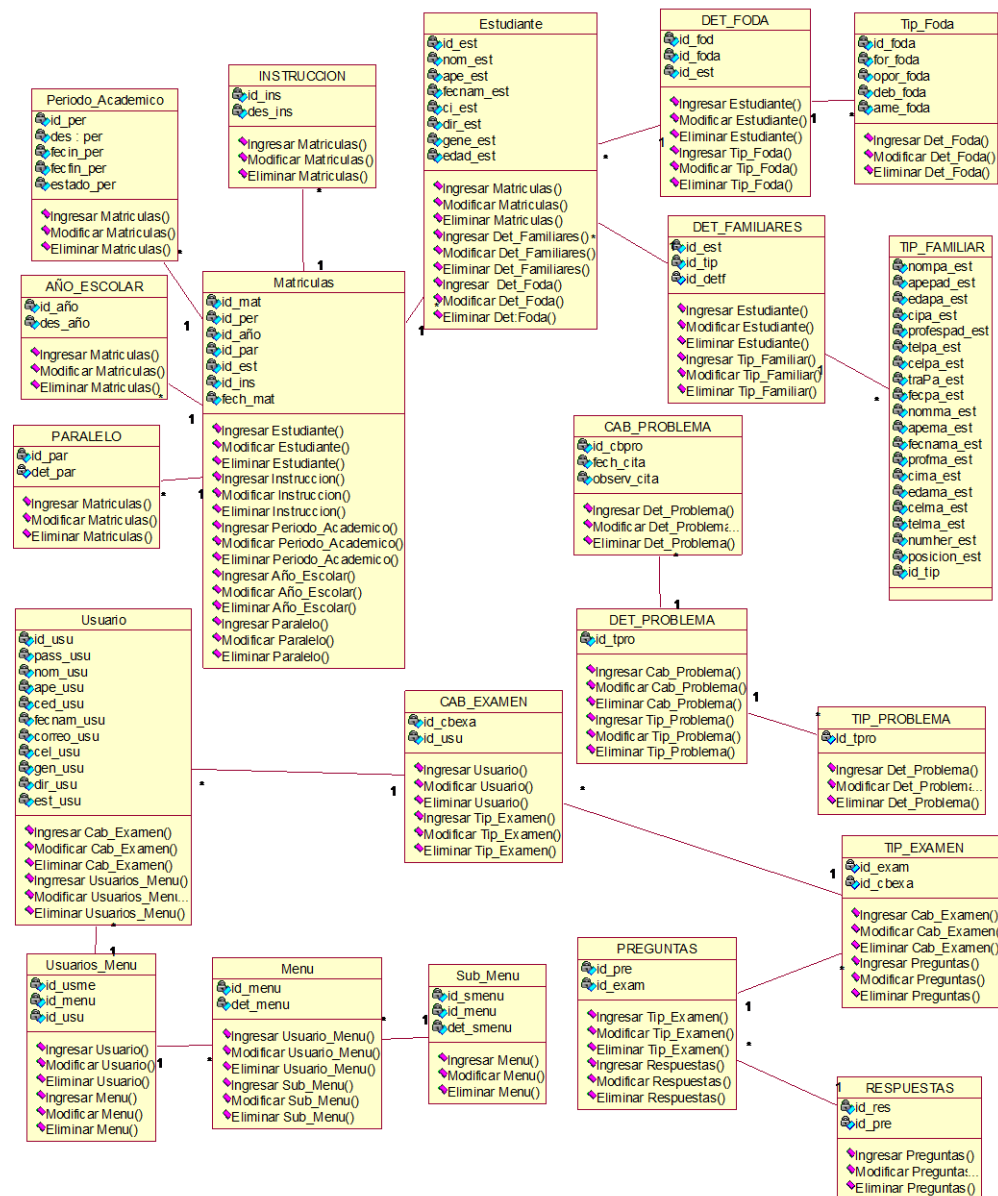 Estudiante
id_est
nom_est
ape_est
fecnam_est
ci_est
dir_est
gene_est
edad_est
Ingresar Matriculas()
Modificar Matriculas()
Eliminar Matriculas()
Ingresar Det_Familiares()
Modificar Det_Familiares()
Eliminar Det_Familiares()
Ingresar Det_Foda()
Modificar Det_Foda()
Eliminar Det:Foda()
DET_FODA
id_fod
id_foda
id_est
Ingresar Estudiante()
Modificar Estudiante()
Eliminar Estudiante()
Ingresar Tip_Foda()
Modificar Tip_Foda()
Eliminar Tip_Foda()
Tip_Foda
id_foda
for_foda
opor_foda
deb_foda
ame_foda
Ingresar Det_Foda()
Modificar Det_Foda()
Eliminar Det_Foda()
INSTRUCCION
id_ins
des_ins
Ingresar Matriculas()
Modificar Matriculas()
Eliminar Matriculas()
Periodo_Academico
id_per
des : per
fecin_per
fecfin_per
estado_per
Ingresar Matriculas()
Modificar Matriculas()
Eliminar Matriculas()
DET_FAMILIARES
id_est
id_tip
id_detf
Ingresar Estudiante()
Modificar Estudiante()
Eliminar Estudiante()
Ingresar Tip_Familiar()
Modificar Tip_Familiar()
Eliminar Tip_Familiar()
TIP_FAMILIAR
nompa_est
apepad_est
edapa_est
cipa_est
profespad_est
telpa_est
celpa_est
traPa_est
fecpa_est
nomma_est
apema_est
fecnama_est
profma_est
cima_est
edama_est
celma_est
telma_est
numher_est
posicion_est
id_tip
AÑO_ESCOLAR
id_año
des_año
Ingresar Matriculas()
Modificar Matriculas()
Eliminar Matriculas()
Matriculas
id_mat
id_per
id_año
id_par
id_est
id_ins
fech_mat
Ingresar Estudiante()
Modificar Estudiante()
Eliminar Estudiante()
Ingresar Instruccion()
Modificar Instruccion()
Eliminar Instruccion()
Ingresar Periodo_Academico()
Modificar Periodo_Academico()
Eliminar Periodo_Academico()
Ingresar Año_Escolar()
Modificar Año_Escolar()
Eliminar Año_Escolar()
Ingresar Paralelo()
Modificar Paralelo()
Eliminar Paralelo()
PARALELO
id_par
det_par
Ingresar Matriculas()
Modificar Matriculas()
Eliminar Matriculas()
CAB_PROBLEMA
id_cbpro
fech_cita
observ_cita
Ingresar Det_Problema()
Modificar Det_Problema...
Eliminar Det_Problema()
DET_PROBLEMA
id_tpro
Ingresar Cab_Problema()
Modificar Cab_Problema()
Eliminar Cab_Problema()
Ingresar Tip_Problema()
Modificar Tip_Problema()
Eliminar Tip_Problema()
TIP_PROBLEMA
id_tpro
Ingresar Det_Problema()
Modificar Det_Problem...
Eliminar Det_Problema()
Usuario
id_usu
pass_usu
nom_usu
ape_usu
ced_usu
fecnam_usu
correo_usu
cel_usu
gen_usu
dir_usu
est_usu
Ingresar Cab_Examen()
Modificar Cab_Examen()
Eliminar Cab_Examen()
Ingrresar Usuarios_Menu()
Modificar Usuarios_Menu...
Eliminar Usuarios_Menu()
CAB_EXAMEN
id_cbexa
id_usu
Ingresar Usuario()
Modificar Usuario()
Eliminar Usuario()
Ingresar Tip_Examen()
Modificar Tip_Examen()
Eliminar Tip_Examen()
TIP_EXAMEN
id_exam
id_cbexa
Ingresar Cab_Examen()
Modificar Cab_Examen()
Eliminar Cab_Examen()
Ingresar Preguntas()
Modificar Preguntas()
Eliminar Preguntas()
PREGUNTAS
id_pre
id_exam
Ingresar Tip_Examen()
Modificar Tip_Examen()
Eliminar Tip_Examen()
Ingresar Respuestas()
Modificar Respuestas()
Eliminar Respuestas()
Usuarios_Menu
id_usme
id_menu
id_usu
Ingresar Usuario()
Modificar Usuario()
Eliminar Usuario()
Ingresar Menu()
Modificar Menu()
Eliminar Menu()
Menu
id_menu
det_menu
Ingresar Usuario_Menu()
Modificar Usuario_Menu()
Eliminar Usuario_Menu()
Ingresar Sub_Menu()
Modificar Sub_Menu()
Eliminar Sub_Menu()
Sub_Menu
id_smenu
id_menu
det_smenu
Ingresar Menu()
Modificar Menu()
Eliminar Menu()
RESPUESTAS
id_res
id_pre
Ingresar Preguntas()
Modificar Preguntas...
Eliminar Preguntas()